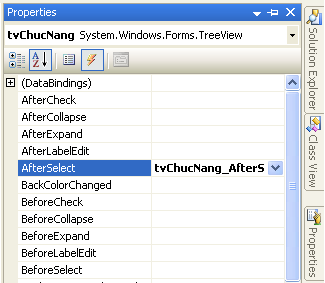 Properties
tvChucNang System.Windows.Forms.TreeView
(DataBindings)
AfterCheck
AfterCollapse
AfterExpand
AfterLabelEdit
AfterSelect tvChucNang_AfterS
BackColorChanged
BeforeCheck
BeforeCollapse
BeforeExpand
BeforeLabelEdit
BeforeSelect
Solution Explorer
Class View
Properties